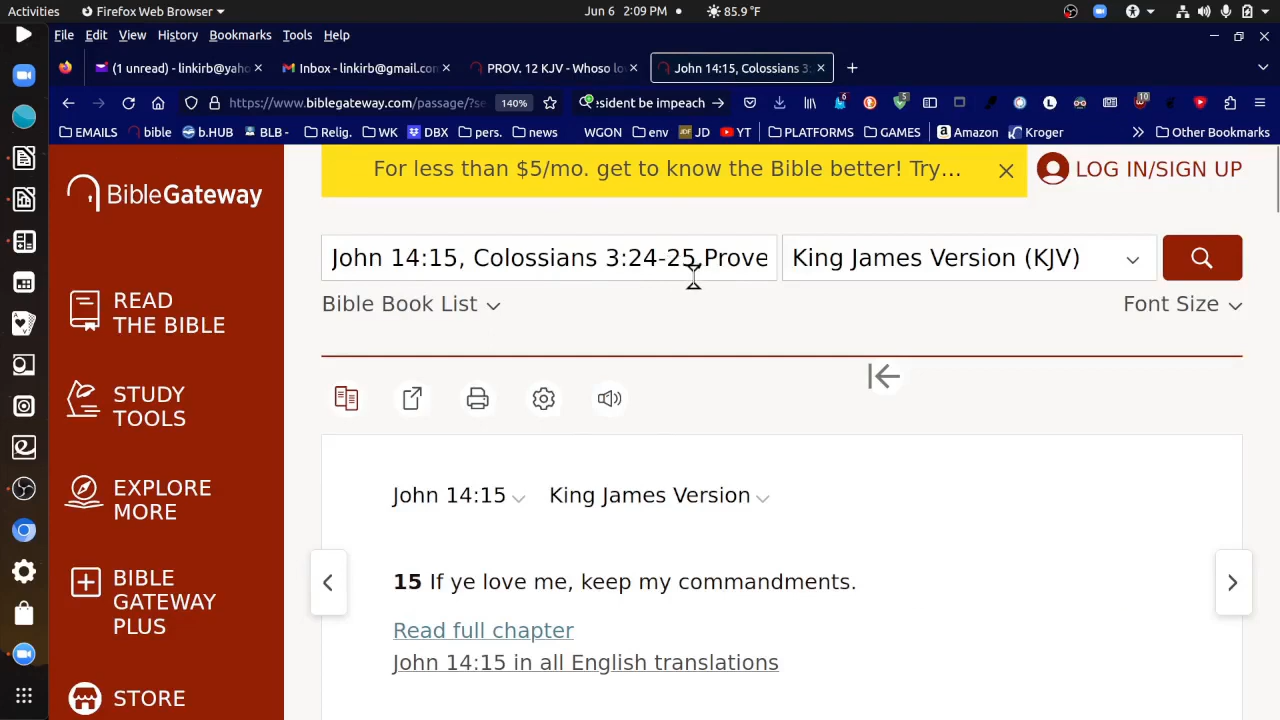 Activities Firefox Web Browser Jun 6 2:09 PM 85.9 °F
File Edit View History Bookmarks Tools Help
(1 unread) - linkirb@yaho Inbox - linkirb@gmail.con PROV. 12 KJV - Whoso lo John 14:15, Colossians 3:
https://www.biblegateway.com/passage/?se 140% sident be impeach
EMAILS bible b.HUB BLB - Relig. WK DBX pers. news WGON env JD YT PLATFORMS GAMES Amazon Kroger Other Bookmarks
For less than $5/mo. get to know the Bible better! Try...
LOG IN/SIGN UP
BibleGateway
John 14:15, Colossians 3:24-25,Prove King James Version (KJV)
Bible Book List Font Size
READ
THE BIBLE
STUDY
TOOLS
EXPLORE
MORE
BIBLE
GATEWAY
PLUS
STORE
John 14:15 King James Version
15 If ye love me, keep my commandments.
Read full chapter
John 14:15 in all English translations